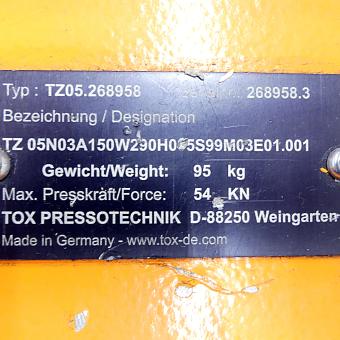 Typ : TZ05.268958 268958.3
Bezeichnung / Designation
TZ
Gewicht/Weight: 95 kg
Max. Presskraft/Force: 54 KN
TOX PRESSOTECHNIK D-88250 Weingarten
Made in Germany - www.tox-de.com